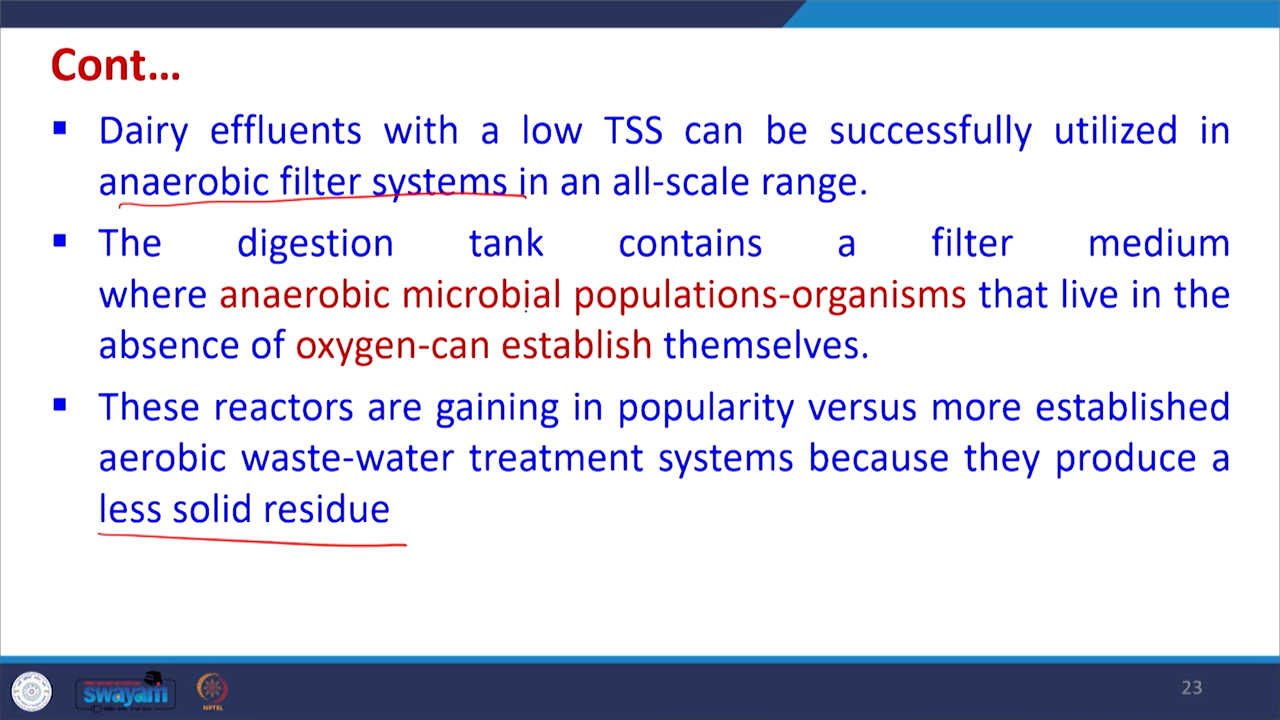 Cont...
▪ Dairy effluents with a low TSS can be successfully utilized in
anaerobic filter systems in an all-scale range.
▪ The digestion tank contains a filter medium
where anaerobic microbial populations-organisms that live in the
absence of oxygen-can establish themselves.
▪ These reactors are gaining in popularity versus more established
aerobic waste-water treatment systems because they produce a
less solid residue
swayam
NPTEL
23